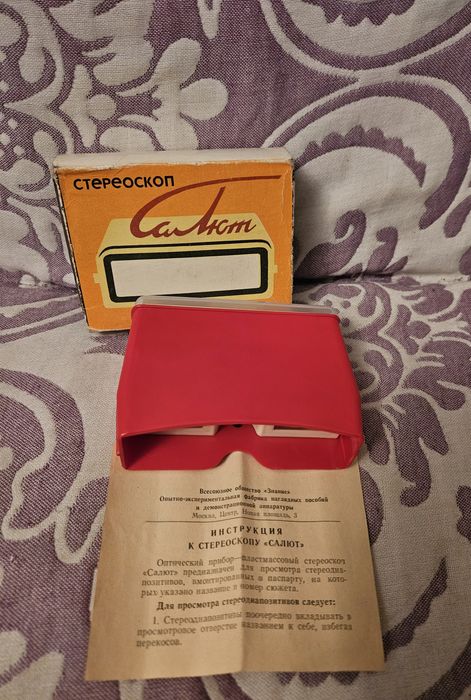 СТЕРЕОСКОП
Салют
Всесоюзное общество «Знание»
Опытно-экспериментальная фабрика наглядных пособий
и демонстрационной аппаратуры
Москва, Центр, Новая площадь, 3
ИНСТРУКЦИЯ
К СТЕРЕОСКОПУ «САЛЮТ»
Оптический прибор—пластмассовый стереоскоп
«Салют» предназначен для просмотра стереодиа-
позитивов, вмонтированных в паспарту, на кото-
рых указано название и номер сюжета.
Для просмотра стереодиапозитивов следует:
1. Стереодиапозитивы поочередно вкладывать в
просмотровое отверстие названием к себе, избегая
перекосов.